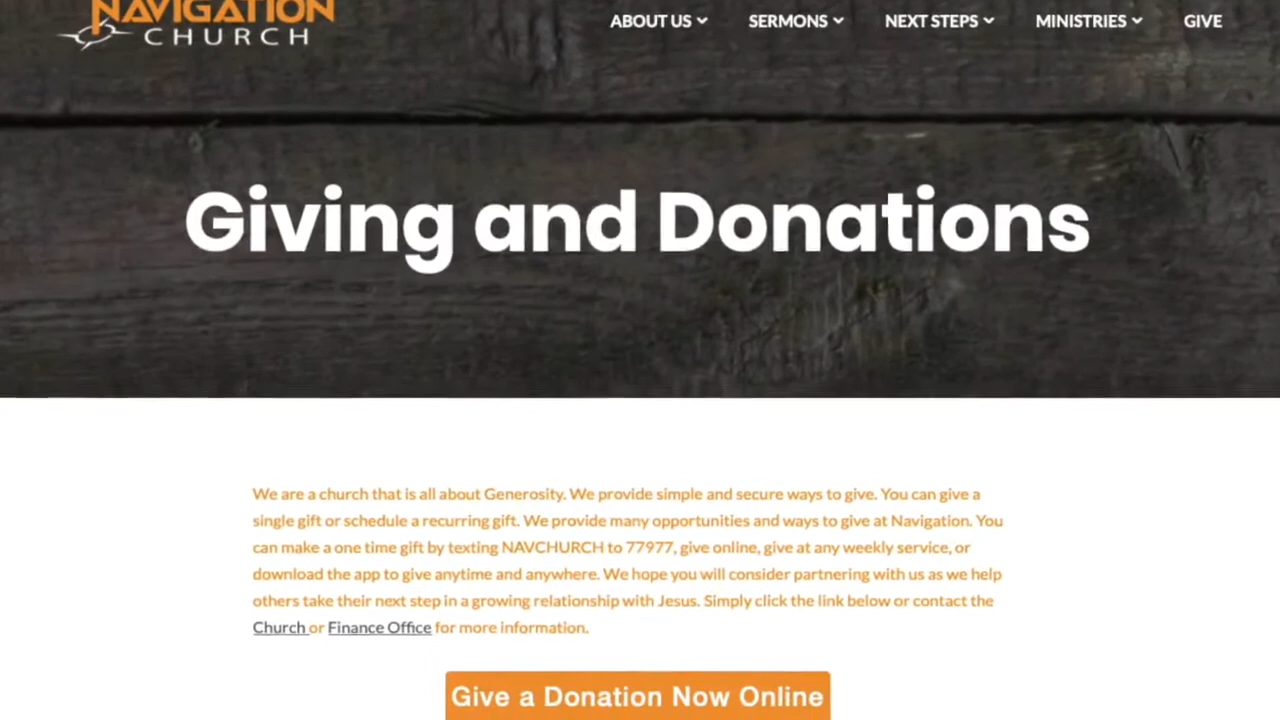 NAVIGATION
CHURCH
ABOUT US SERMONS NEXT STEPS MINISTRIES GIVE
Giving and Donations
We are a church that is all about Generosity. We provide simple and secure ways to give. You can give a
single gift or schedule a recurring gift. We provide many opportunities and ways to give at Navigation. You
can make a one time gift by texting NAVCHURCH to 77977, give online, give at any weekly service, or
download the app to give anytime and anywhere. We hope you will consider partnering with us as we help
others take their next step in a growing relationship with Jesus. Simply click the link below or contact the
Church or Finance Office for more information.
Give a Donation Now Online